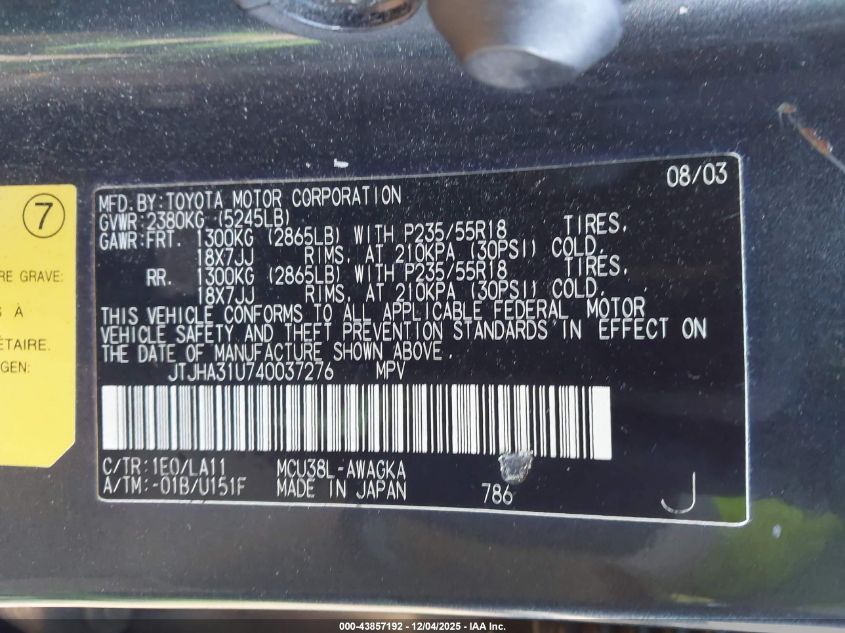 08/03
MFD. BY: TOYOTA MOTOR CORPORATION
GVWR: 2380KG (5245LB)
GAWR: FRT. 1300KG (2865LB) WITH P235/55R18 TIRES,
18X7JJ RIMS, AT 210KPA (30PSI) COLD,
RR. 1300KG (2865LB) WITH P235/55R18 TIRES,
18X7JJ RIMS, AT 210KPA (30PSI) COLD.
THIS VEHICLE CONFORMS TO ALL APPLICABLE FEDERAL MOTOR
VEHICLE SAFETY AND THEFT PREVENTION STANDARDS IN EFFECT ON
THE DATE OF MANUFACTURE SHOWN ABOVE.
JTJHA31U740037276 MPV
C/TR: 1E0/LA11 MCU38L-AWAGKA
A/TM: -01B/U151F MADE IN JAPAN 786 J
7
RE GRAVE:
S À
ÉTAIRE.
GEN:
000-43857192 - 12/04/2025 - IAA Inc.